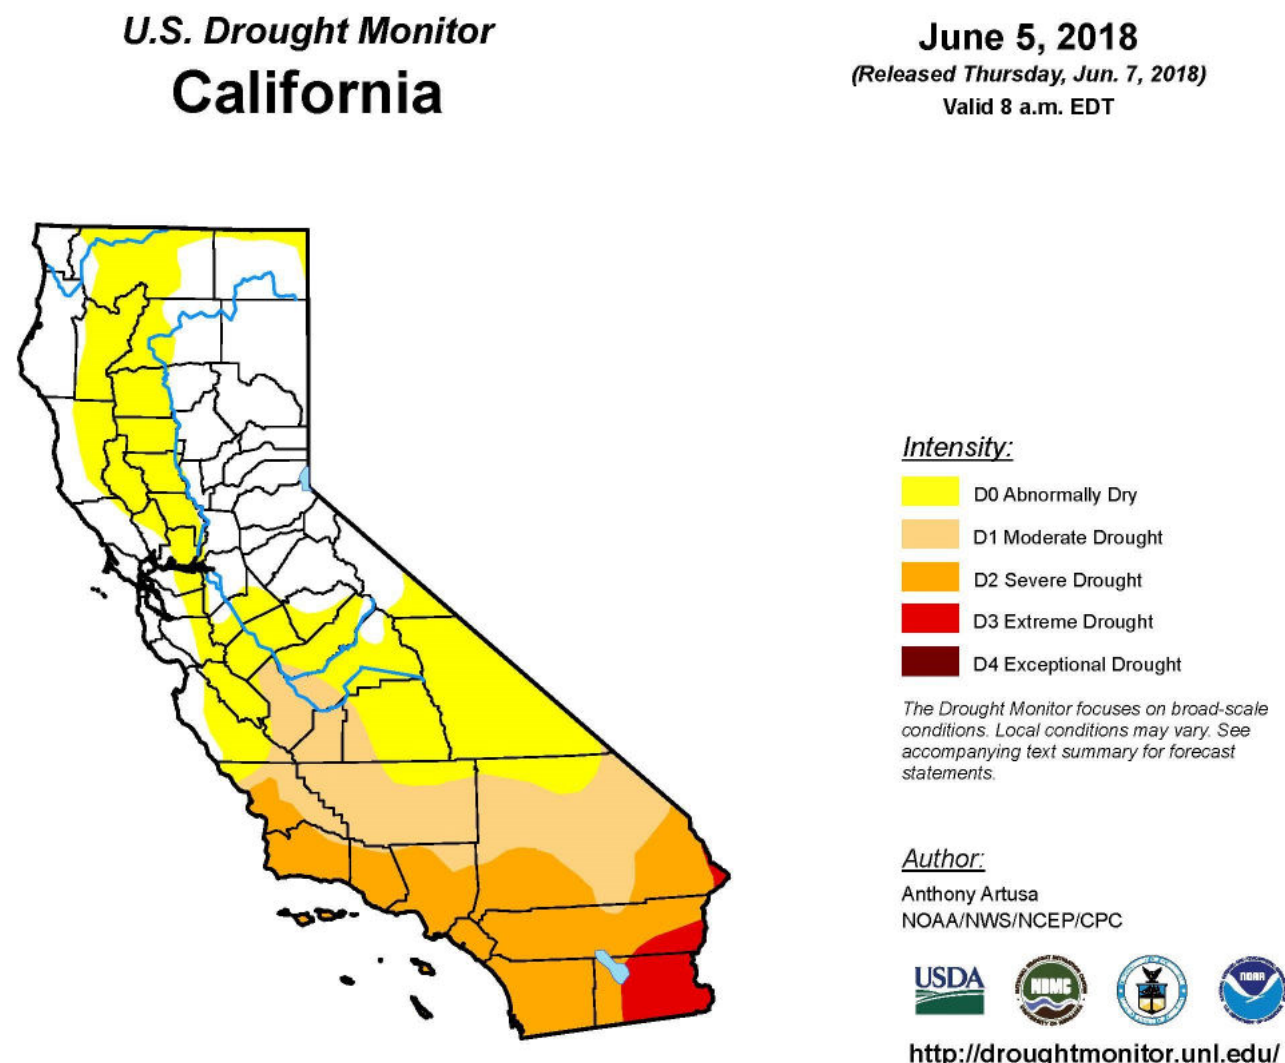 U.S. Drought Monitor
California
June 5, 2018
(Released Thursday, Jun. 7, 2018)
Valid 8 a.m. EDT
Intensity:
D0 Abnormally Dry
D1 Moderate Drought
D2 Severe Drought
D3 Extreme Drought
D4 Exceptional Drought
The Drought Monitor focuses on broad-scale
conditions. Local conditions may vary. See
accompanying text summary for forecast
statements.
Author:
Anthony Artusa
NOAA/NWS/NCEP/CPC
USDA
NDMC
NOAA
http://droughtmonitor.unl.edu/